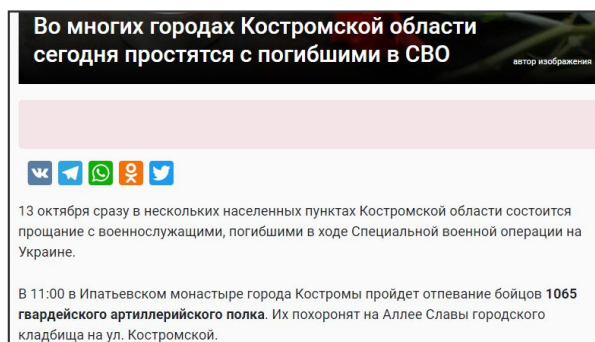 Во многих городах Костромской области
сегодня простятся с погибшими в СВО
автор изображения
13 октября сразу в нескольких населенных пунктах Костромской области состоится
прощание с военнослужащими, погибшими в ходе Специальной военной операции на
Украине.
В 11:00 в Ипатьевском монастыре города Костромы пройдет отпевание бойцов 1065
гвардейского артиллерийского полка. Их похоронят на Аллее Славы городского
кладбища на ул. Костромской.